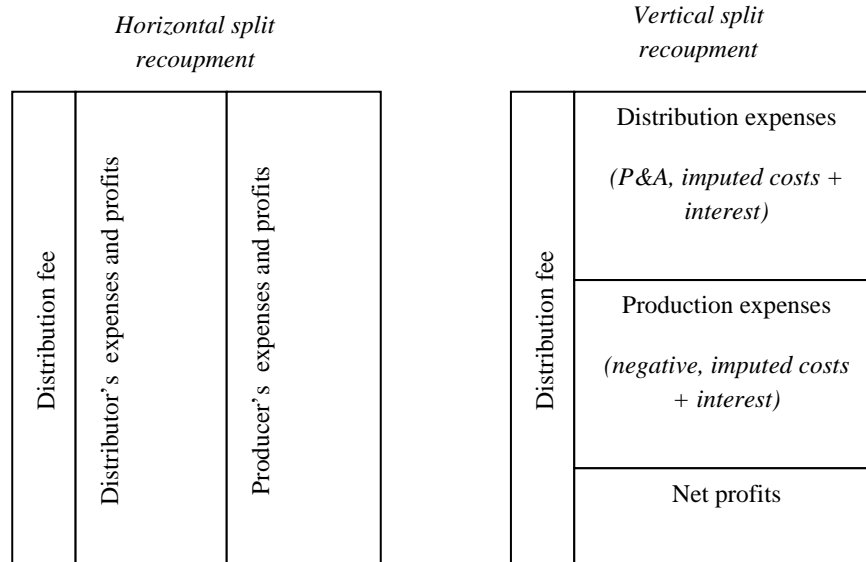 Horizontal split
recoupment
Distribution fee
Distributor’s expenses and profits
Producer’s expenses and profits
Vertical split
recoupment
Distribution fee
Distribution expenses
(P&A, imputed costs +
interest)
Production expenses
(negative, imputed costs
+ interest)
Net profits